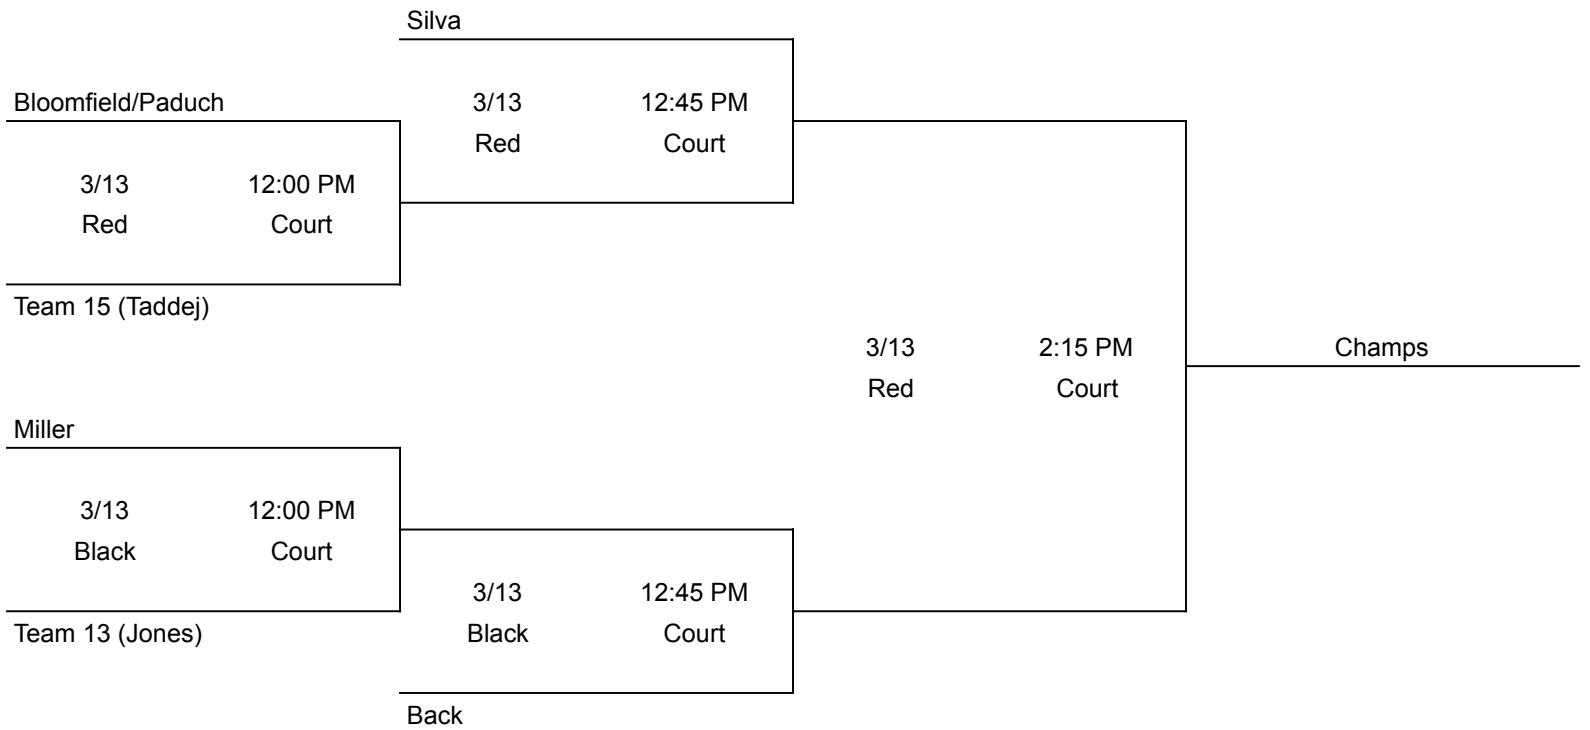 Silva
Bloomfield/Paduch
3/13 12:45 PM
Red Court
3/13 12:00 PM
Red Court
Team 15 (Taddej)
3/13 2:15 PM
Red Court
Champs
Miller
3/13 12:00 PM
Black Court
Team 13 (Jones)
3/13 12:45 PM
Black Court
Back